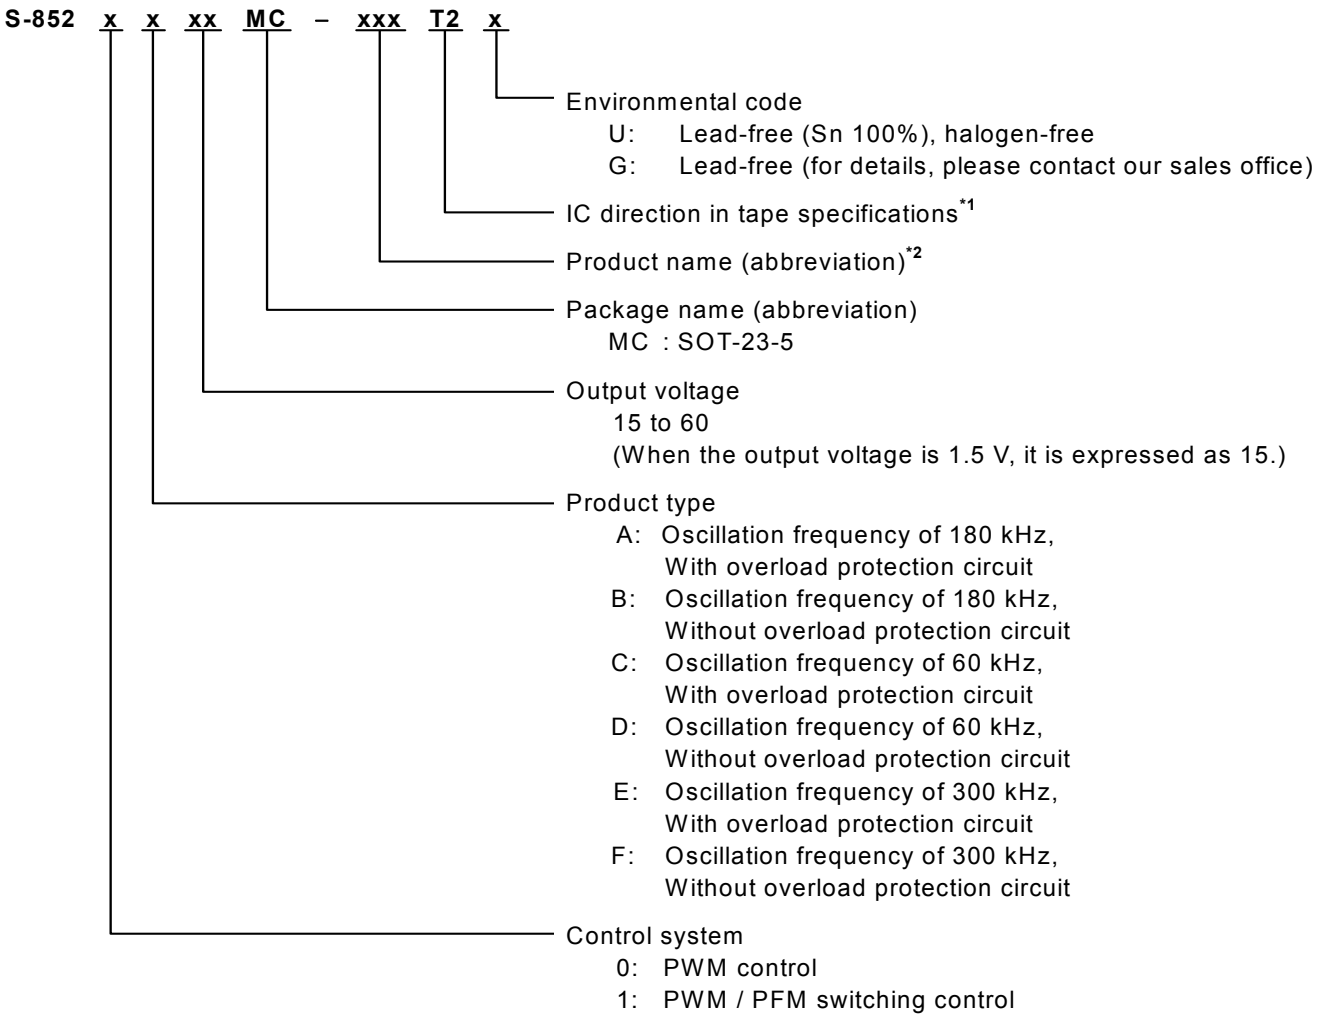 S-852 x x xx MC – xxx T2 x
Environmental code
U: Lead-free (Sn 100%), halogen-free
G: Lead-free (for details, please contact our sales office)
IC direction in tape specifications*1
Product name (abbreviation)*2
Package name (abbreviation)
MC : SOT-23-5
Output voltage
15 to 60
(When the output voltage is 1.5 V, it is expressed as 15.)
Product type
A: Oscillation frequency of 180 kHz,
With overload protection circuit
B: Oscillation frequency of 180 kHz,
Without overload protection circuit
C: Oscillation frequency of 60 kHz,
With overload protection circuit
D: Oscillation frequency of 60 kHz,
Without overload protection circuit
E: Oscillation frequency of 300 kHz,
With overload protection circuit
F: Oscillation frequency of 300 kHz,
Without overload protection circuit
Control system
0: PWM control
1: PWM / PFM switching control